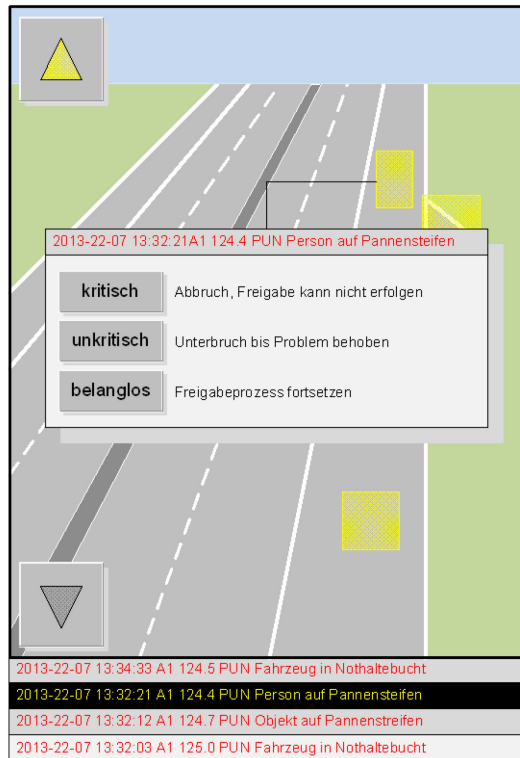 2013-22-07 13:32:21A1 124.4 PUN Person auf Pannensteifen
kritisch Abbruch, Freigabe kann nicht erfolgen
unkritisch Unterbruch bis Problem behoben
belanglos Freigabeprozess fortsetzen
2013-22-07 13:34:33 A1 124.5 PUN Fahrzeug in Nothaltebucht
2013-22-07 13:32:21 A1 124.4 PUN Person auf Pannensteifen
2013-22-07 13:32:12 A1 124.7 PUN Objekt auf Pannenstreifen
2013-22-07 13:32:03 A1 125.0 PUN Fahrzeug in Nothaltebucht